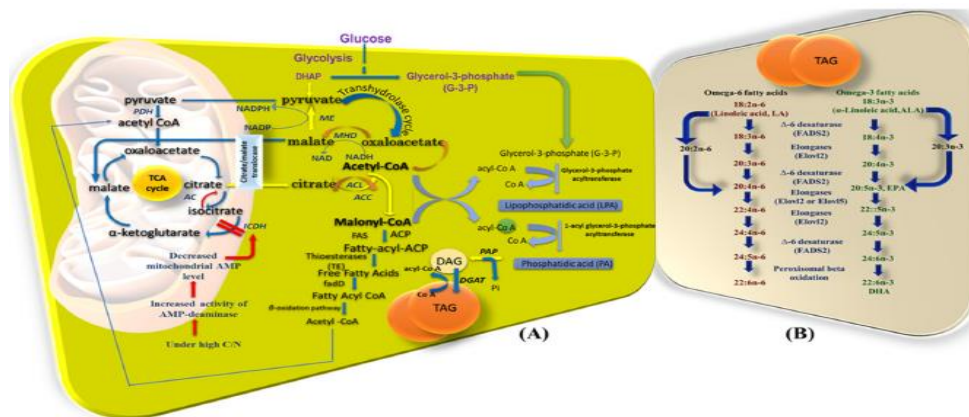 Glucose
Glycolysis
DHAP
Glycerol-3-phosphate
(G-3-P)
pyruvate
PDH
acetyl CoA
oxaloacetate
TCA
cycle
malate
citrate
AC
isocitrate
ICDH
α-ketoglutarate
Decreased
mitochondrial AMP
level
Increased activity of
AMP-deaminase
Under high C/N
Citrate/malate
translocase
NADPH
NADP
pyruvate
ME
Transhydrolase cycle
malate
MHD
oxaloacetate
NAD
NADH
Acetyl-CoA
citrate
ACL
ACC
Malonyl-CoA
FAS
ACP
Fatty-acyl-ACP
Thioesterases
(TE)
Free Fatty Acids
fadD
Fatty Acyl CoA
β-oxidation pathway
Acetyl -CoA
Glycerol-3-phosphate (G-3-P)
acyl-Co A
Co A
Glycerol-3-phosphate
acyltransferase
Lipophosphatidic acid (LPA)
acyl-Co A
Co A
1-acyl glycerol-3-phosphate
acyltransferase
Phosphatidic acid (PA)
PAP
Pi
DAG
acyl-Co A
Co A
DGAT
TAG
(A)
TAG
Omega-6 fatty acids
18:2n-6
(Linoleic acid, LA)
Omega-3 fatty acids
18:3n-3
(α-Linoleic acid,ALA)
20:2n-6
20:3n-3
Δ-6 desaturase
(FADS2)
18:3n-6
18:4n-3
Elongases
(Elovl2)
20:3n-6
20:4n-3
Δ-6 desaturase
(FADS2)
20:4n-6
20:5n-3, EPA
Elongases
(Elovl2 or Elovl5)
22:4n-6
22::5n-3
Elongases
(Elovl2)
24:4n-6
24:5n-3
Δ-6 desaturase
(FADS2)
24:5n-6
24:6n-3
Peroxisomal beta
oxidation
22:6n-6
22:6n-3
DHA
(B)